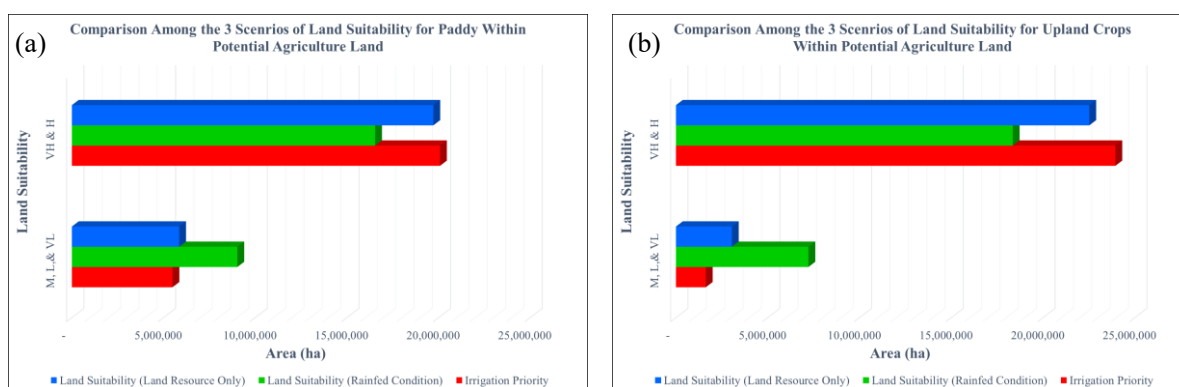 (a)
Comparison Among the 3 Scenrios of Land Suitability for Paddy Within
Potential Agriculture Land
Land Suitability
VH & H
M, L,& VL
-
5,000,000
10,000,000
15,000,000
20,000,000
25,000,000
Area (ha)
Land Suitability (Land Resource Only)
Land Suitability (Rainfed Condition)
Irrigation Priority
(b)
Comparison Among the 3 Scenrios of Land Suitability for Upland Crops
Within Potential Agriculture Land
Land Suitability
VH & H
M, L,& VL
-
5,000,000
10,000,000
15,000,000
20,000,000
25,000,000
Area (ha)
Land Suitability (Land Resource Only)
Land Suitability (Rainfed Condition)
Irrigation Priority